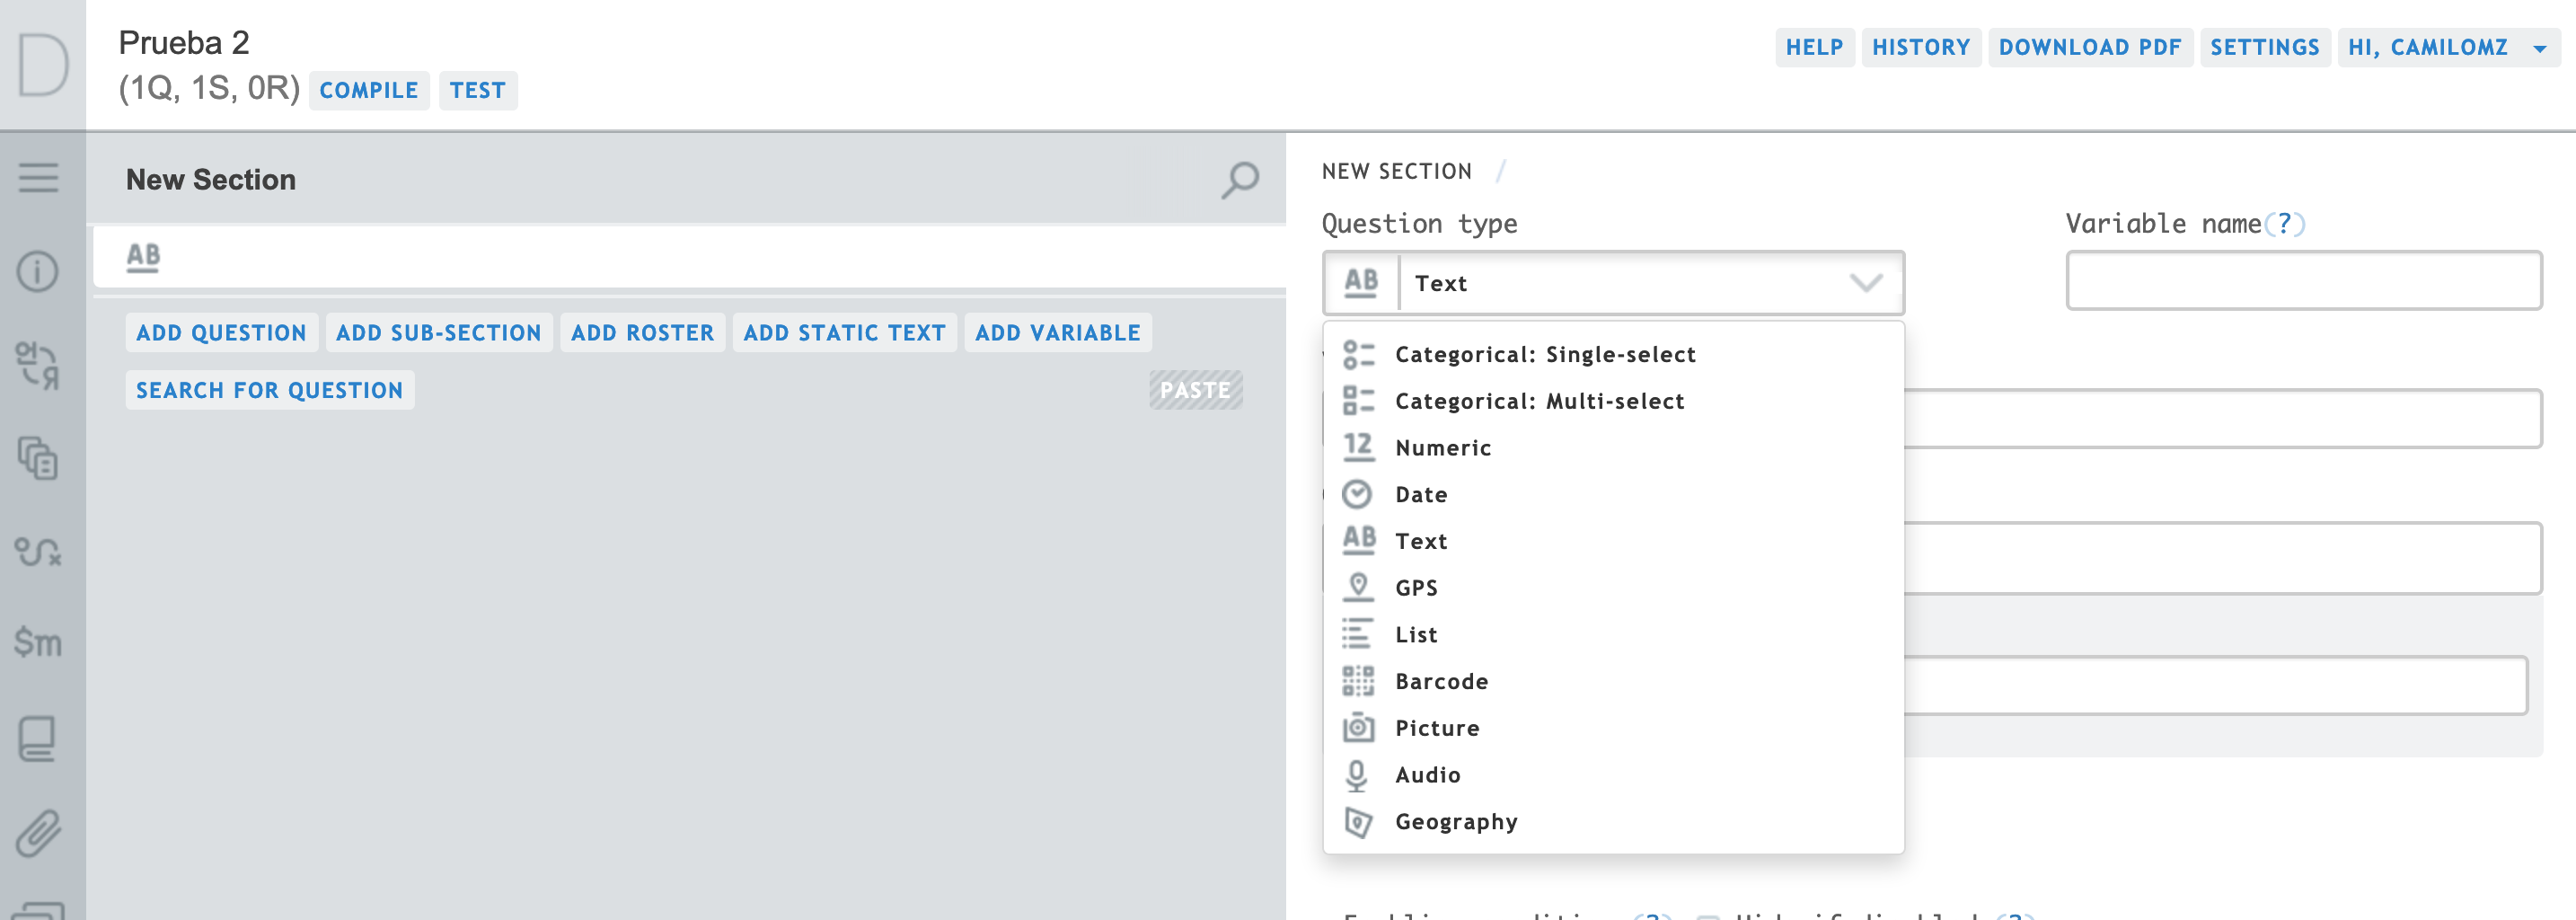 D
Prueba 2
(1Q, 1S, 0R) COMPILE TEST
HELP HISTORY DOWNLOAD PDF SETTINGS HI, CAMILOMZ
New Section
AB
ADD QUESTION ADD SUB-SECTION ADD ROSTER ADD STATIC TEXT ADD VARIABLE
SEARCH FOR QUESTION PASTE
$m
NEW SECTION /
Question type
Variable name(?)
AB Text
Categorical: Single-select
Categorical: Multi-select
12 Numeric
Date
AB Text
GPS
List
Barcode
Picture
Audio
Geography